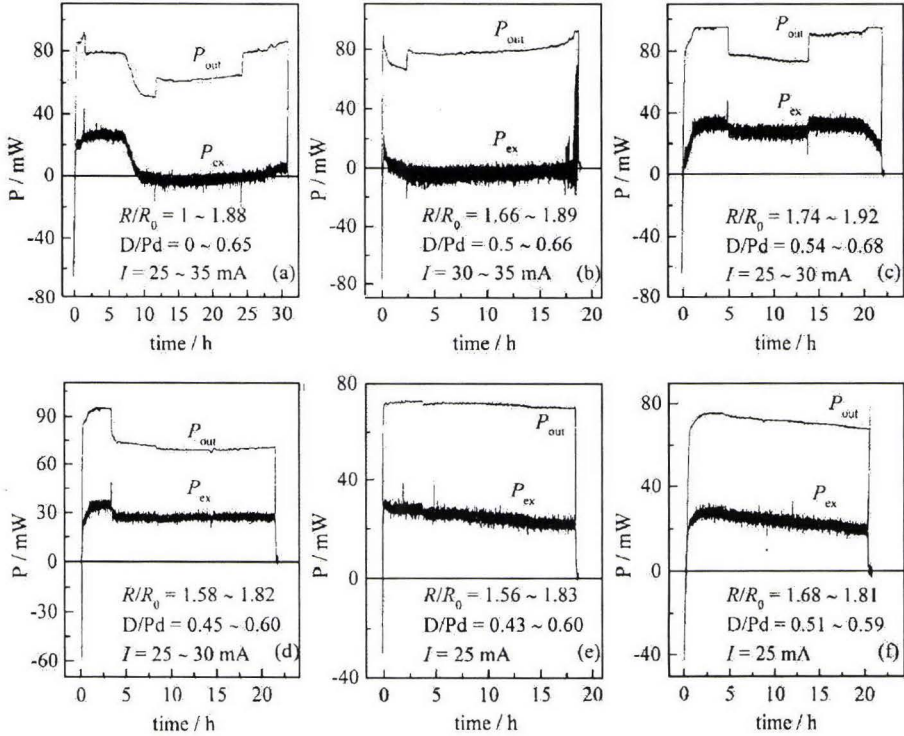 80
40
0
-40
-80
P / mW
P_out
P_ex
R/R_0 = 1 ~ 1.88
D/Pd = 0 ~ 0.65
I = 25 ~ 35 mA
(a)
0 5 10 15 20 25 30
time / h
120
80
40
0
-40
-80
P / mW
P_out
P_ex
R/R_0 = 1.66 ~ 1.89
D/Pd = 0.5 ~ 0.66
I = 30 ~ 35 mA
(b)
0 5 10 15 20
time / h
80
40
0
-40
-80
P / mW
P_out
P_ex
R/R_0 = 1.74 ~ 1.92
D/Pd = 0.54 ~ 0.68
I = 25 ~ 30 mA
(c)
0 5 10 15 20
time / h
90
60
30
0
-30
-60
P / mW
P_out
P_ex
R/R_0 = 1.58 ~ 1.82
D/Pd = 0.45 ~ 0.60
I = 25 ~ 30 mA
(d)
0 5 10 15 20
time / h
80
40
0
-40
P / mW
P_out
P_ex
R/R_0 = 1.56 ~ 1.83
D/Pd = 0.43 ~ 0.60
I = 25 mA
(e)
0 5 10 15 20
time / h
80
40
0
-40
P / mW
P_out
P_ex
R/R_0 = 1.68 ~ 1.81
D/Pd = 0.51 ~ 0.59
I = 25 mA
(f)
0 5 10 15 20
time / h